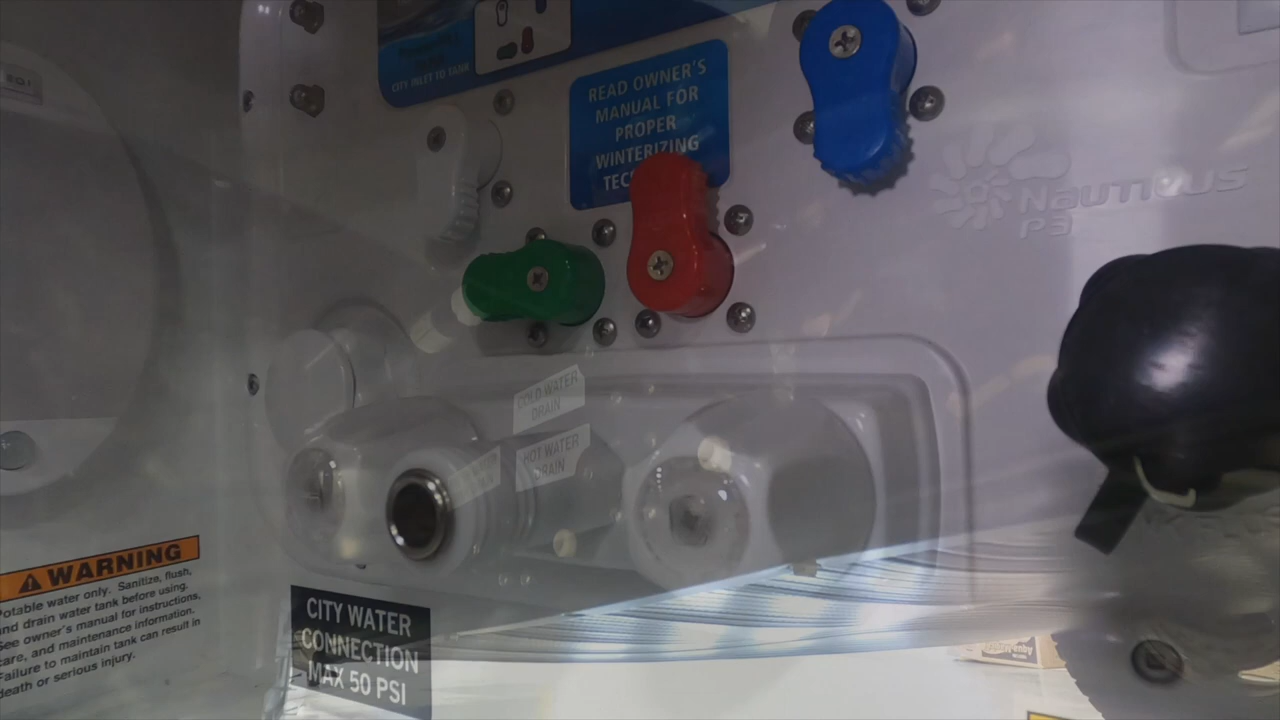 CITY INLET TO TANK
READ OWNER'S
MANUAL FOR
PROPER
WINTERIZING
NAUTILUS
P3
COLD WATER
DRAIN
HOT WATER
DRAIN
WARNING
Potable water only. Sanitize, flush,
and drain water tank before using.
See owner's manual for instructions,
care, and maintenance information.
Failure to maintain tank can result in
death or serious injury.
CITY WATER
CONNECTION
MAX 50 PSI